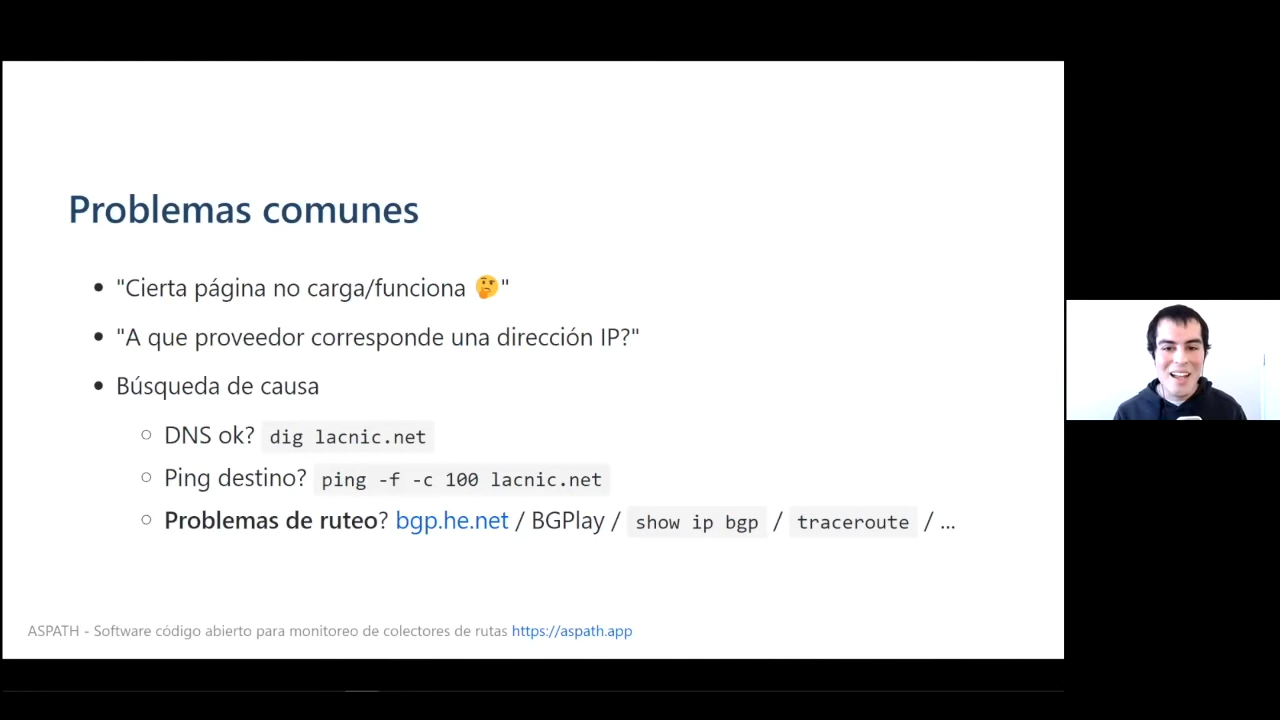 Problemas comunes
• "Cierta página no carga/funciona 🤔"
• "A que proveedor corresponde una dirección IP?"
• Búsqueda de causa
○ DNS ok? dig lacnic.net
○ Ping destino? ping -f -c 100 lacnic.net
○ Problemas de ruteo? bgp.he.net / BGPlay / show ip bgp / traceroute / ...
ASPATH - Software código abierto para monitoreo de colectores de rutas https://aspath.app